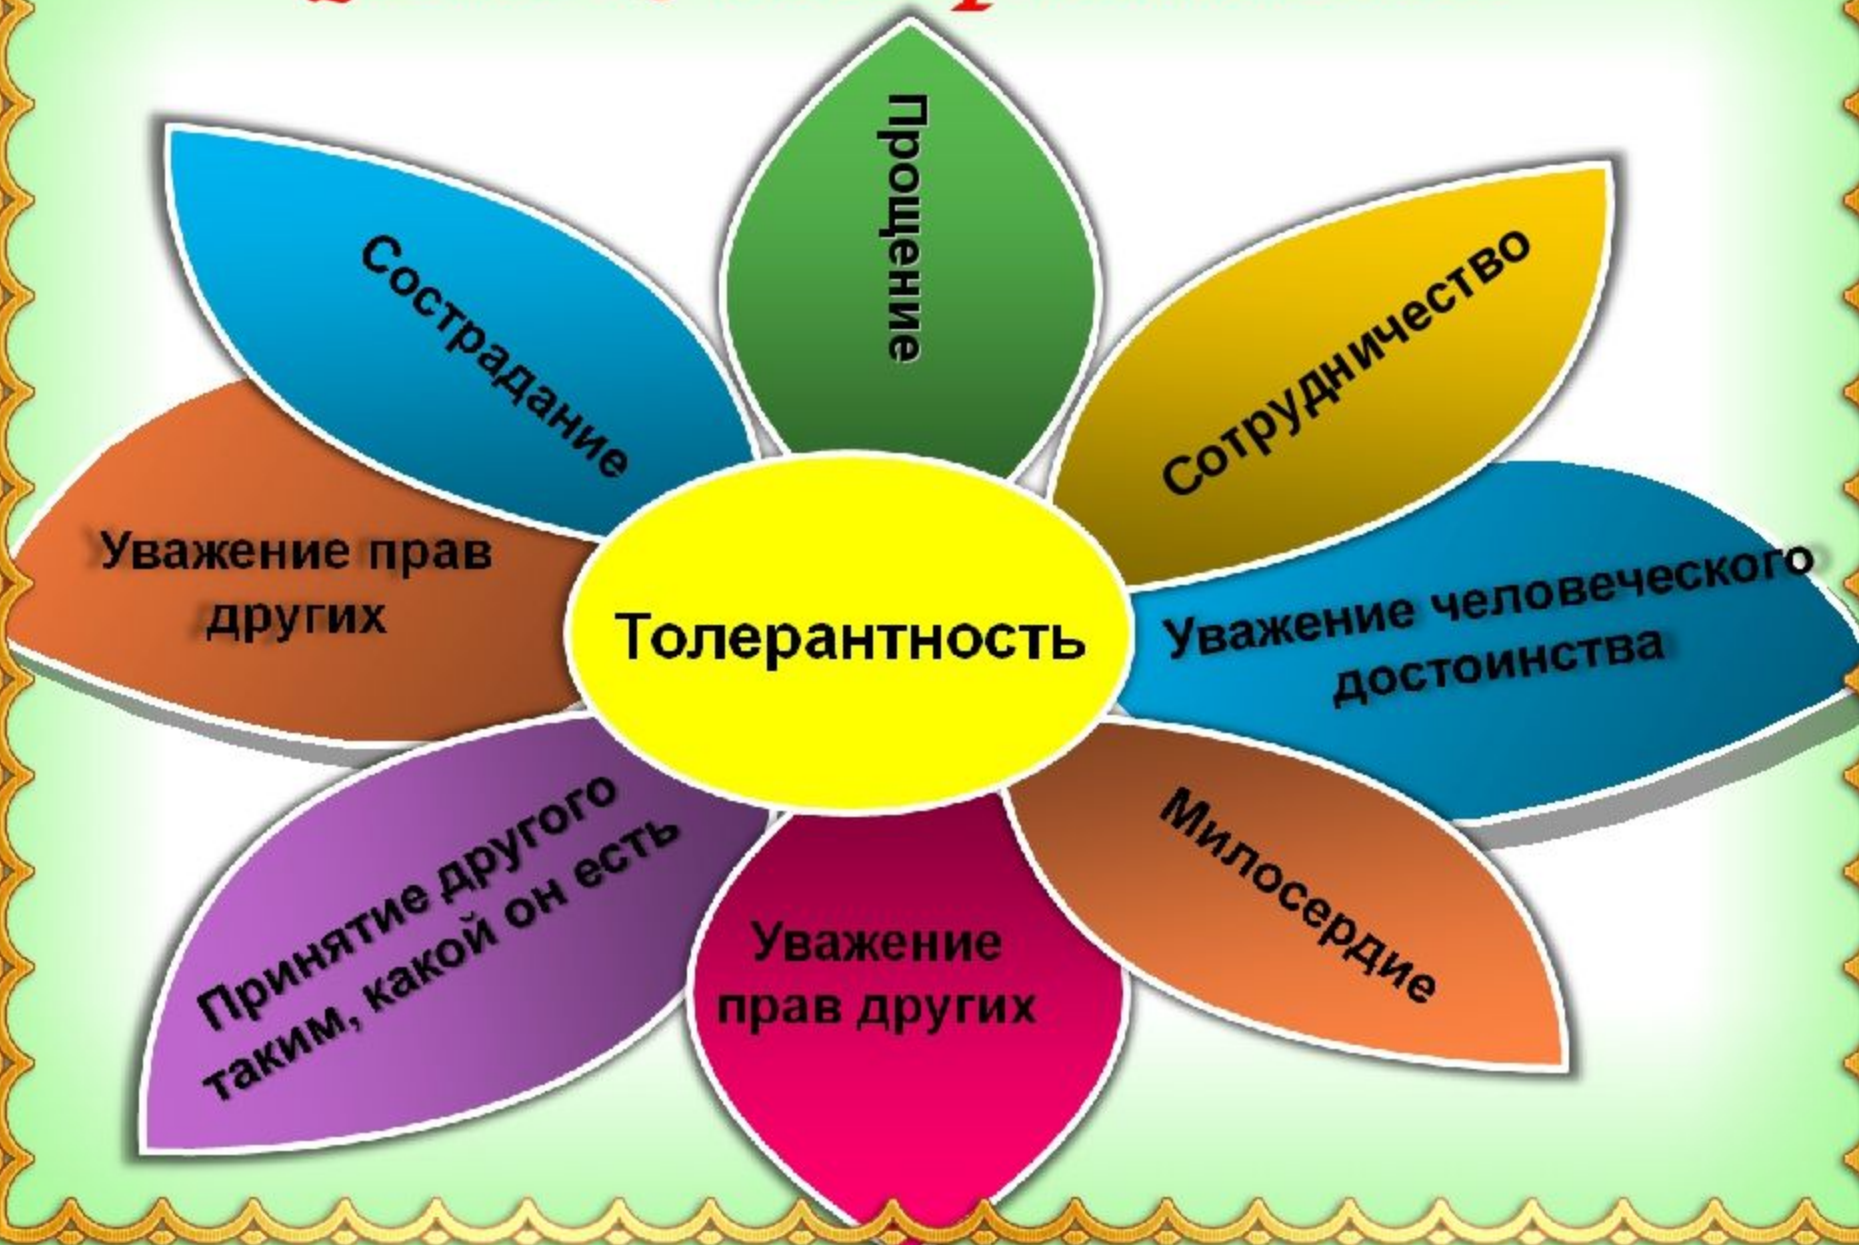 Прощение
Сострадание
Сотрудничество
Уважение прав
других
Толерантность
Уважение человеческого
достоинства
Принятие другого
таким, какой он есть
Уважение
прав других
Милосердие